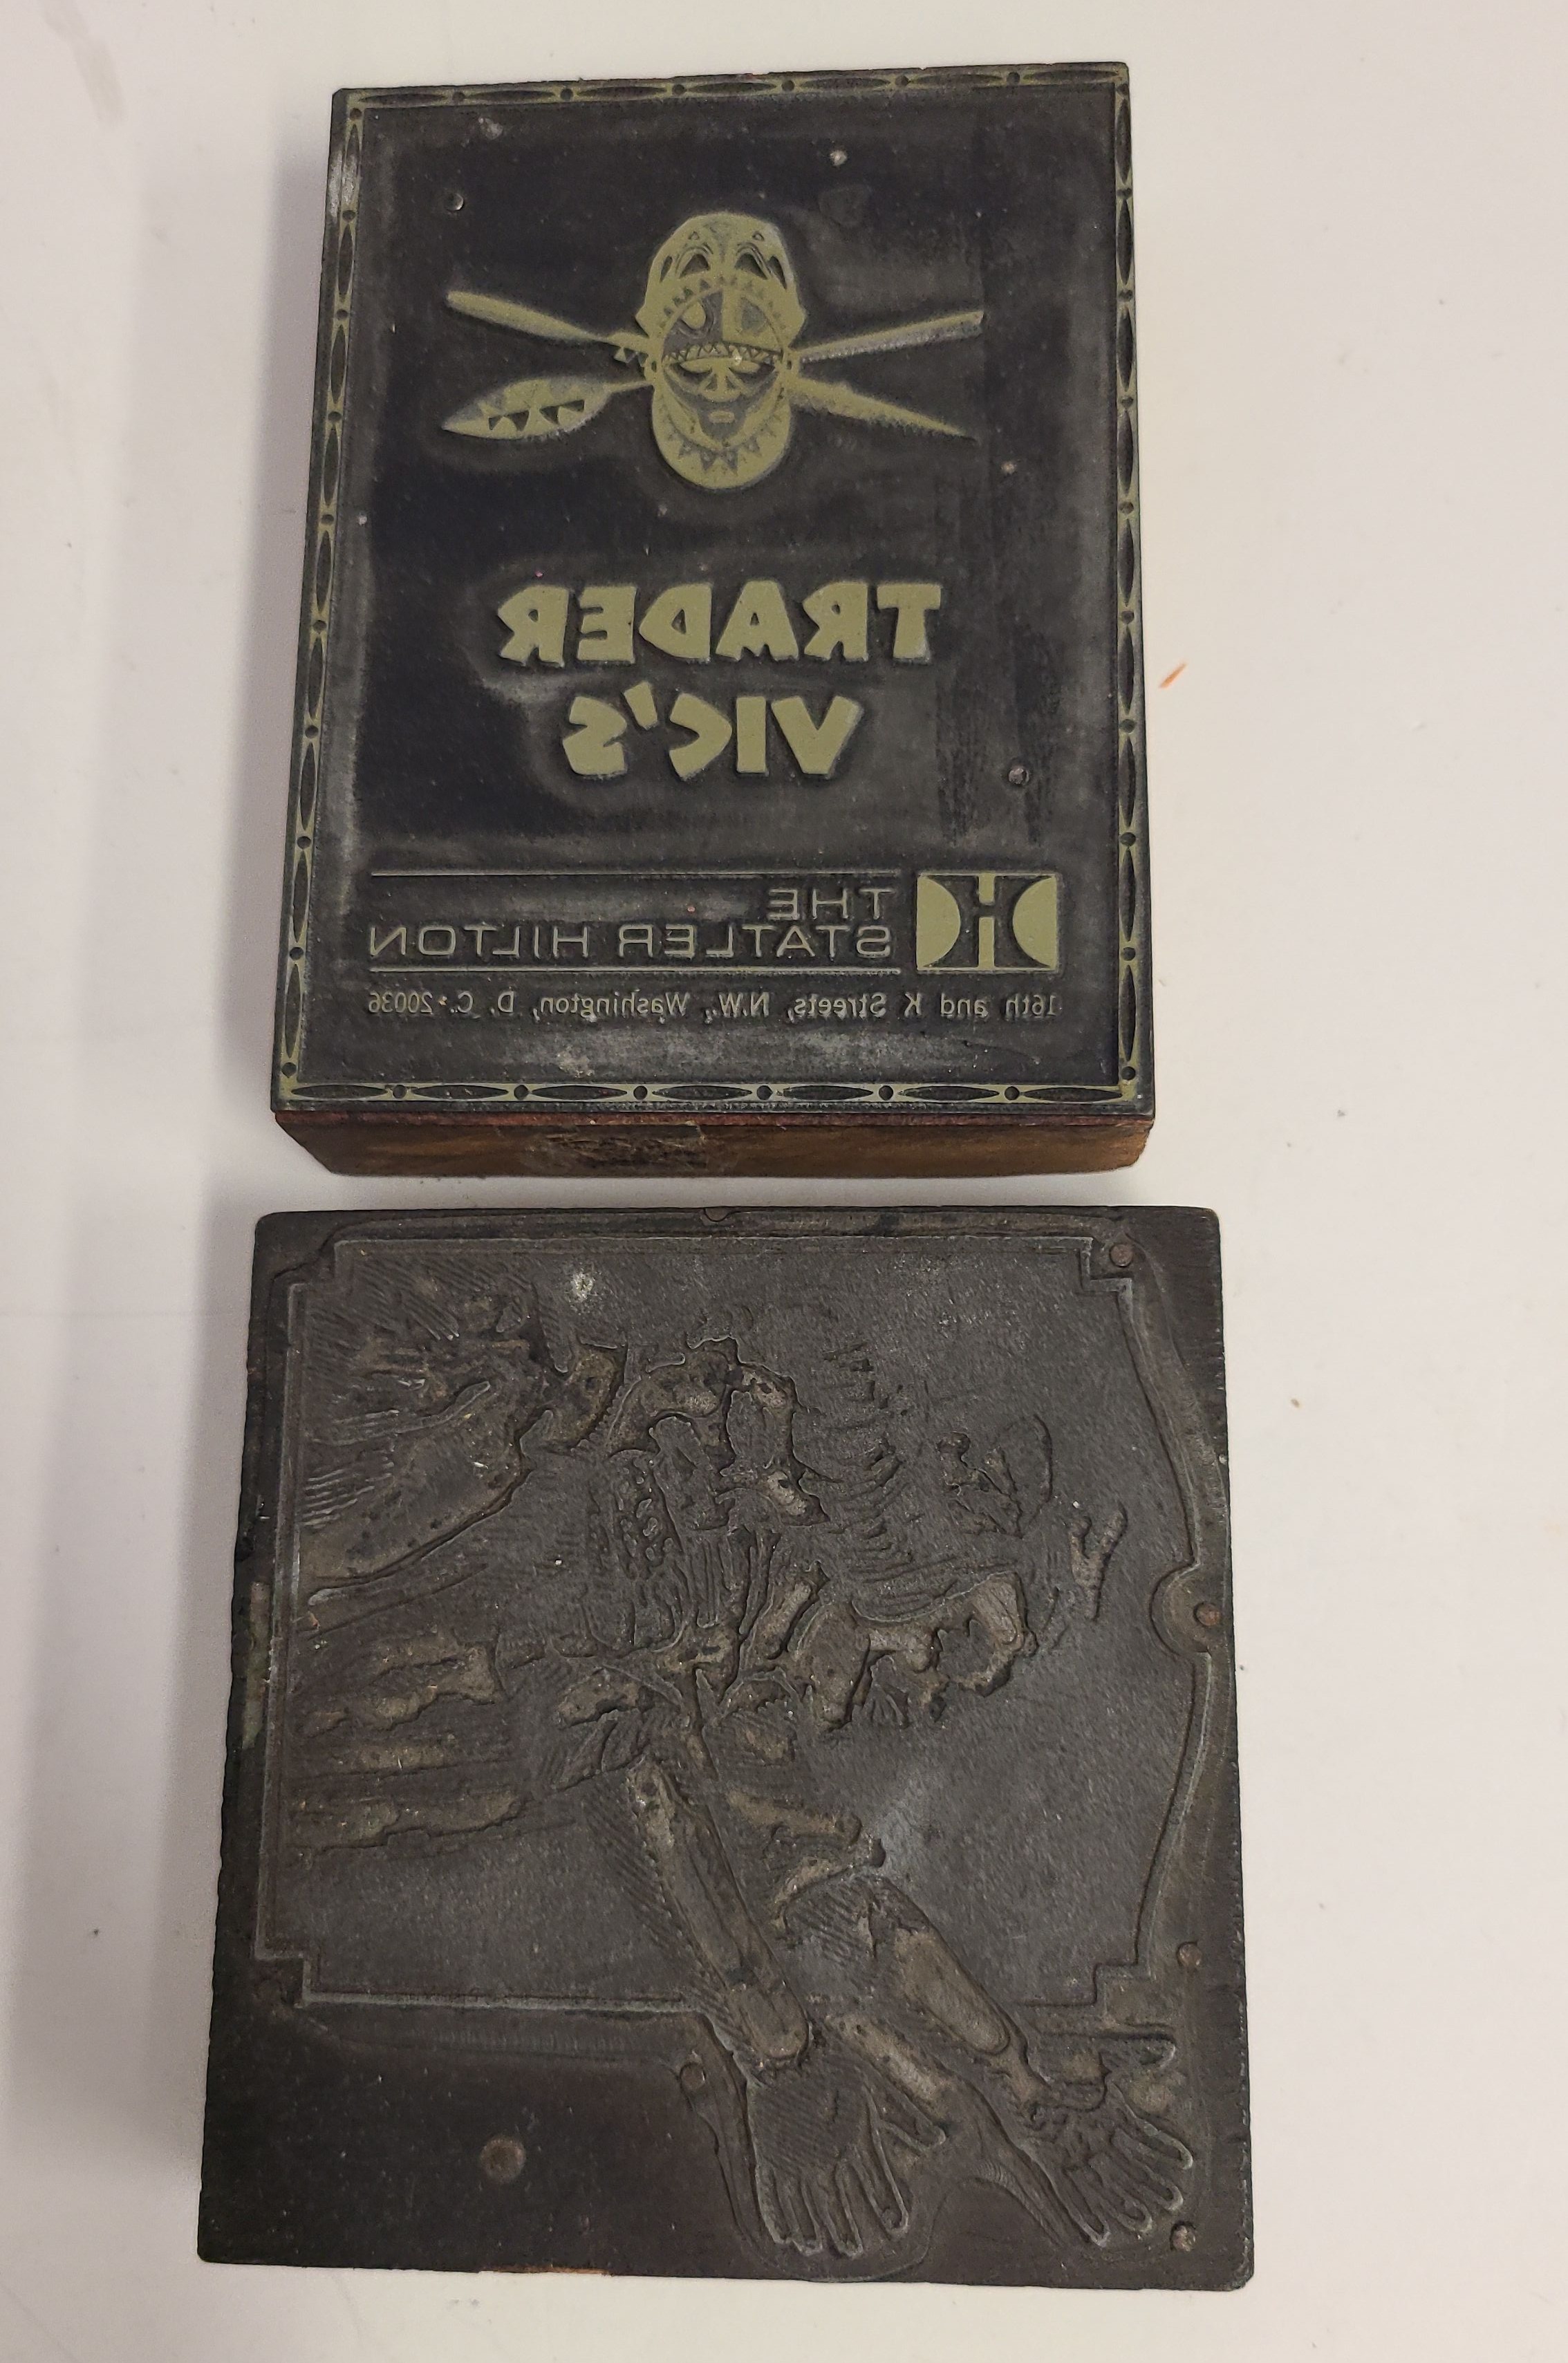 TRADER
VIC'S
H
THE
STATLER HILTON
16th and K Streets, N.W., Washington, D. C. • 20036